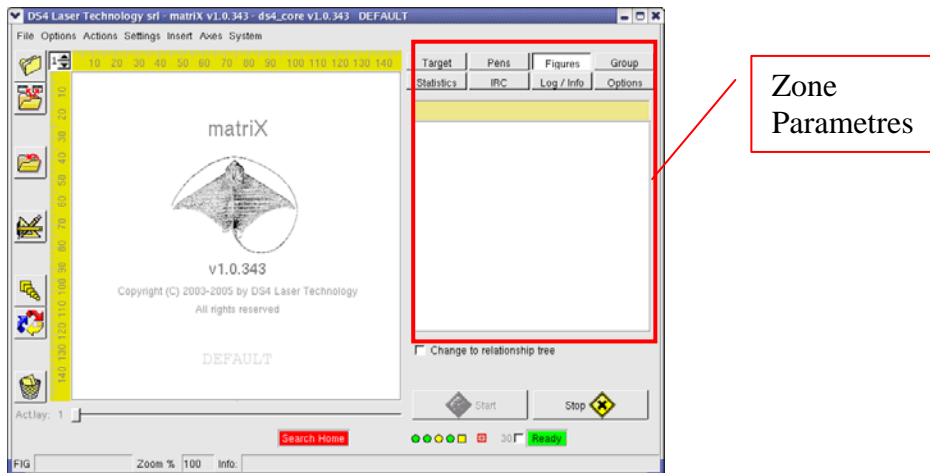 DS4 Laser Technology srl - matriX v1.0.343 - ds4_core v1.0.343 DEFAULT
File Options Actions Settings Insert Axes System
1
10 20 30 40 50 60 70 80 90 100 110 120 130 140
10 20 30 40 50 60 70 80 90 100 110 120 130 140
Target Pens Figures Group
Statistics IRC Log / Info Options
Zone
Parametres
matriX
v1.0.343
Copyright (C) 2003-2005 by DS4 Laser Technology
All rights reserved
DEFAULT
Change to relationship tree
Start Stop
Act.lay: 1
Search Home
30 Ready
FIG Zoom % 100 Info: